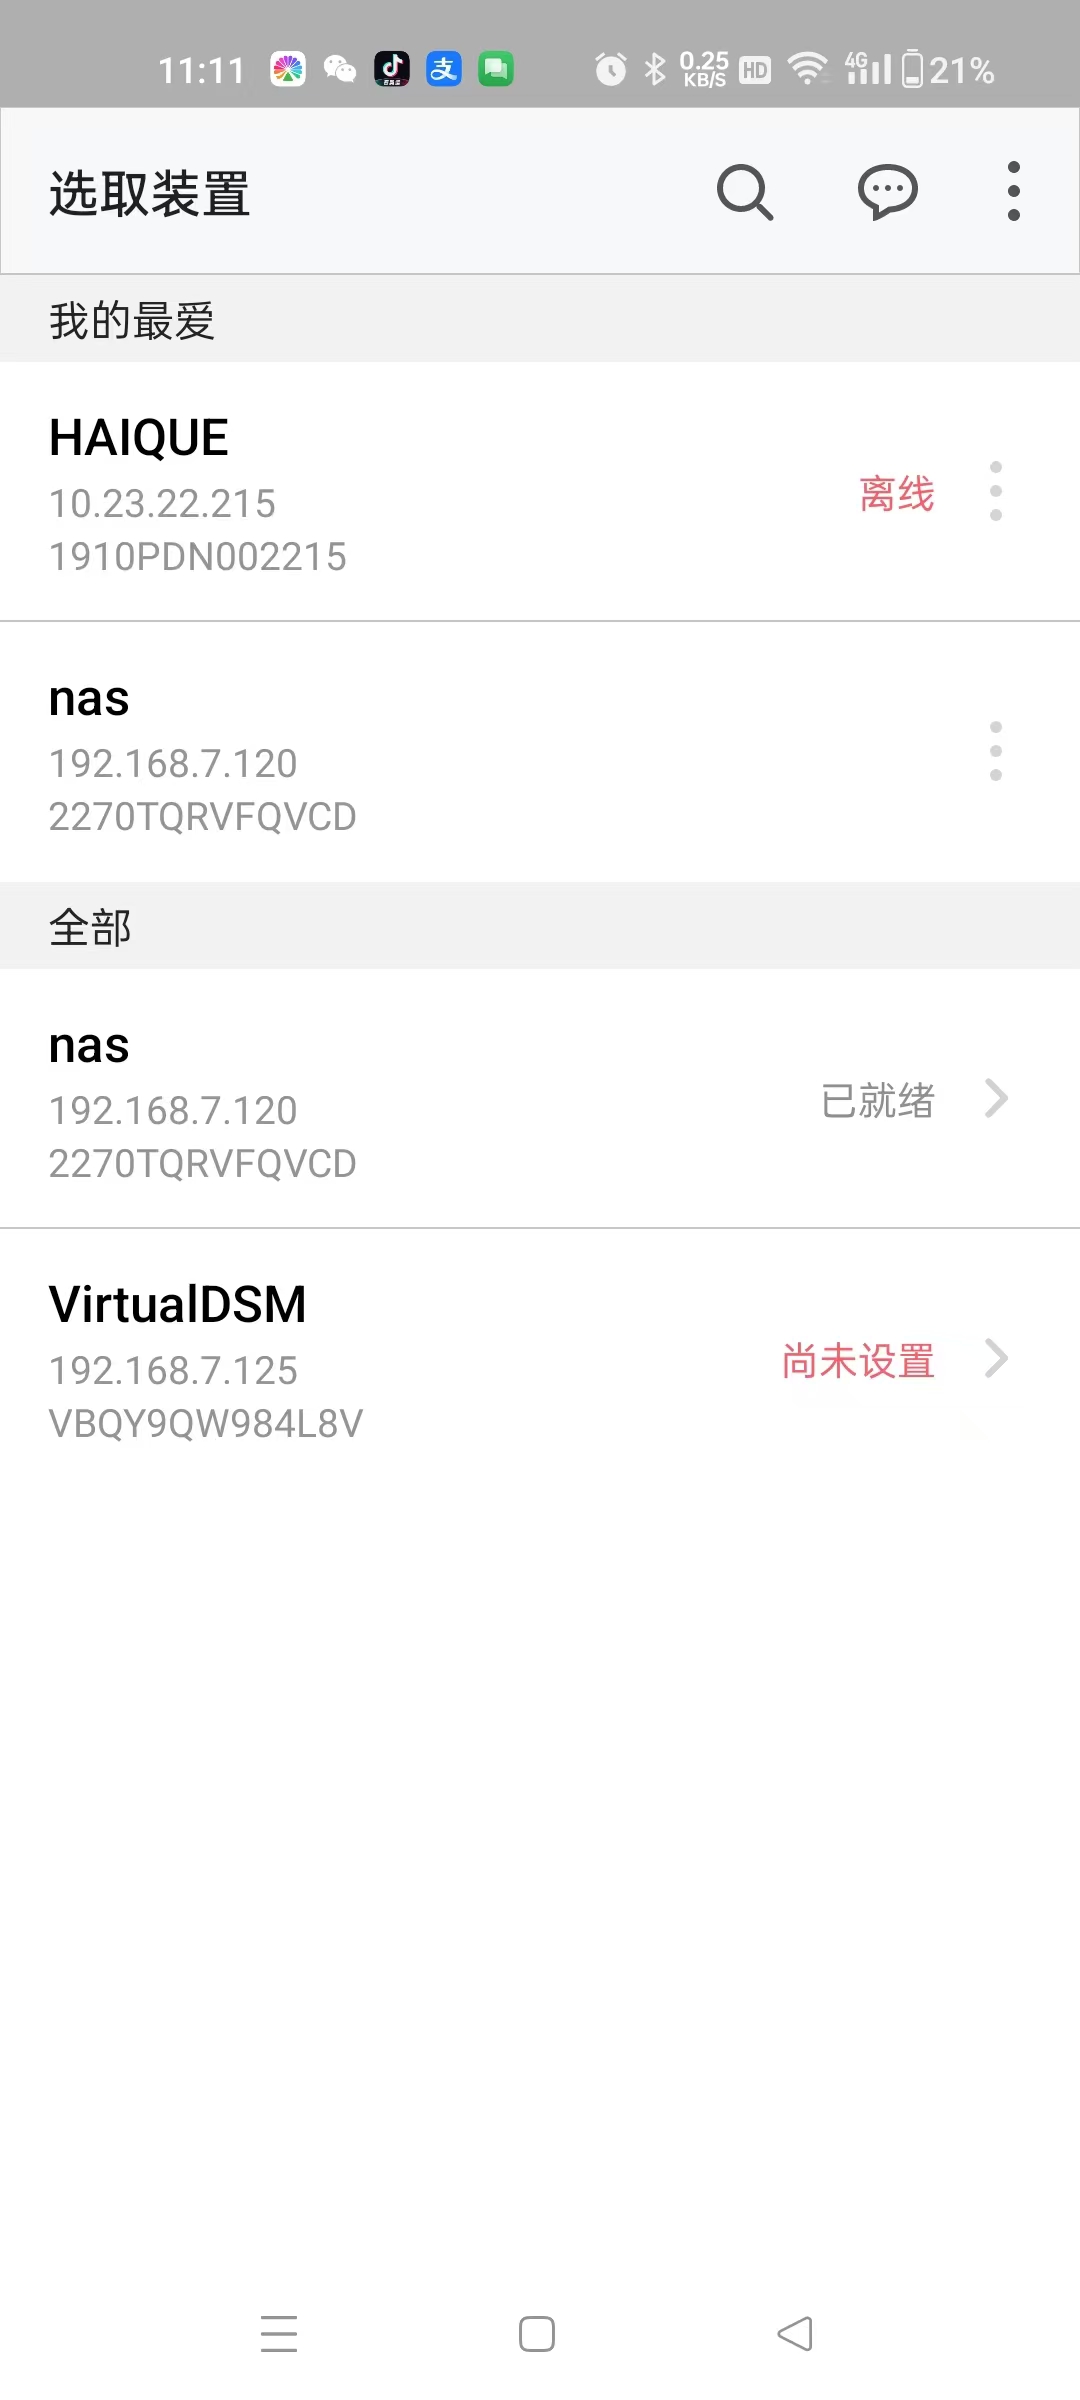 11:11
支
0.25
KB/S
HD
4G
21%
选取装置
我的最爱
HAIQUE
10.23.22.215
离线
1910PDN002215
nas
192.168.7.120
2270TQRVFQVCD
全部
nas
192.168.7.120
已就绪
2270TQRVFQVCD
VirtualDSM
192.168.7.125
尚未设置
VBQY9QW984L8V